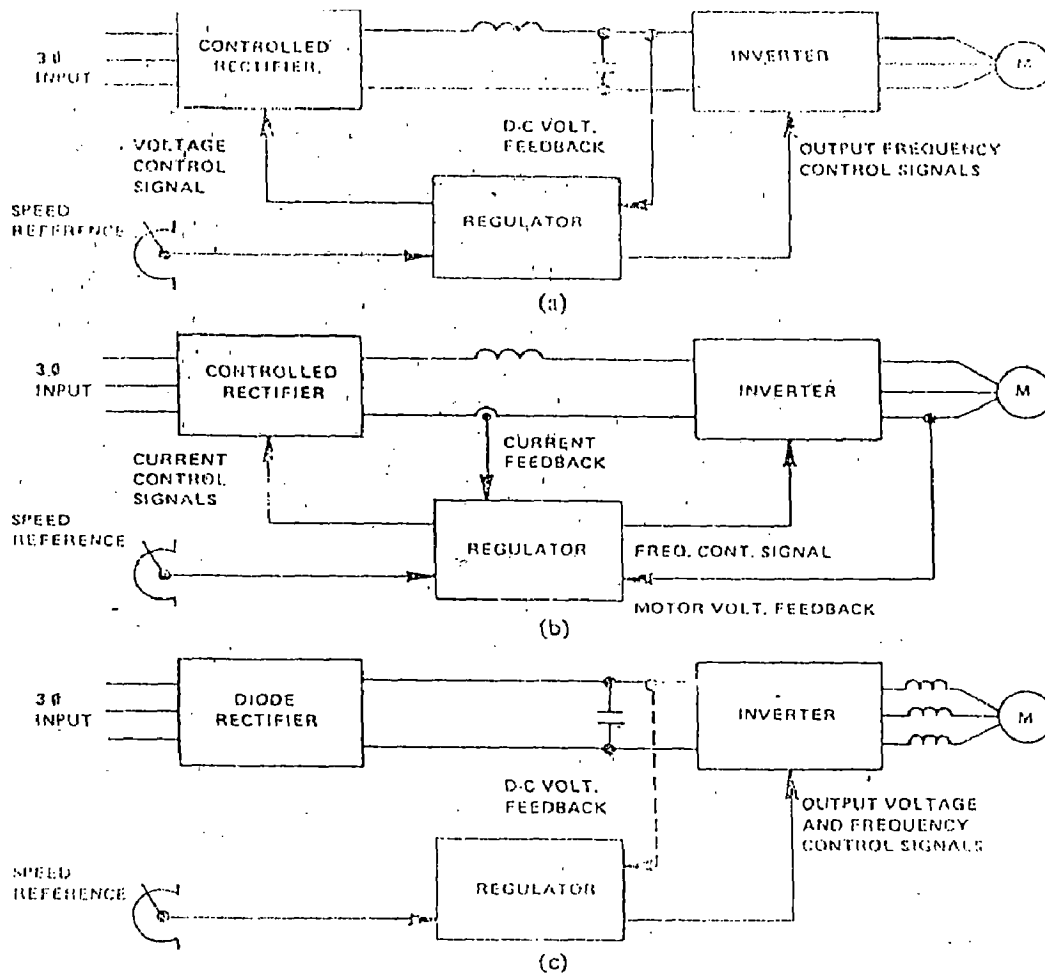 3Ø
INPUT
CONTROLLED
RECTIFIER
INVERTER
M
D-C VOLT.
FEEDBACK
VOLTAGE
CONTROL
SIGNAL
OUTPUT FREQUENCY
CONTROL SIGNALS
SPEED
REFERENCE
REGULATOR
(a)
3Ø
INPUT
CONTROLLED
RECTIFIER
INVERTER
M
CURRENT
FEEDBACK
CURRENT
CONTROL
SIGNALS
SPEED
REFERENCE
REGULATOR
FREQ. CONT. SIGNAL
MOTOR VOLT. FEEDBACK
(b)
3Ø
INPUT
DIODE
RECTIFIER
INVERTER
M
D-C VOLT.
FEEDBACK
OUTPUT VOLTAGE
AND FREQUENCY
CONTROL SIGNALS
SPEED
REFERENCE
REGULATOR
(c)